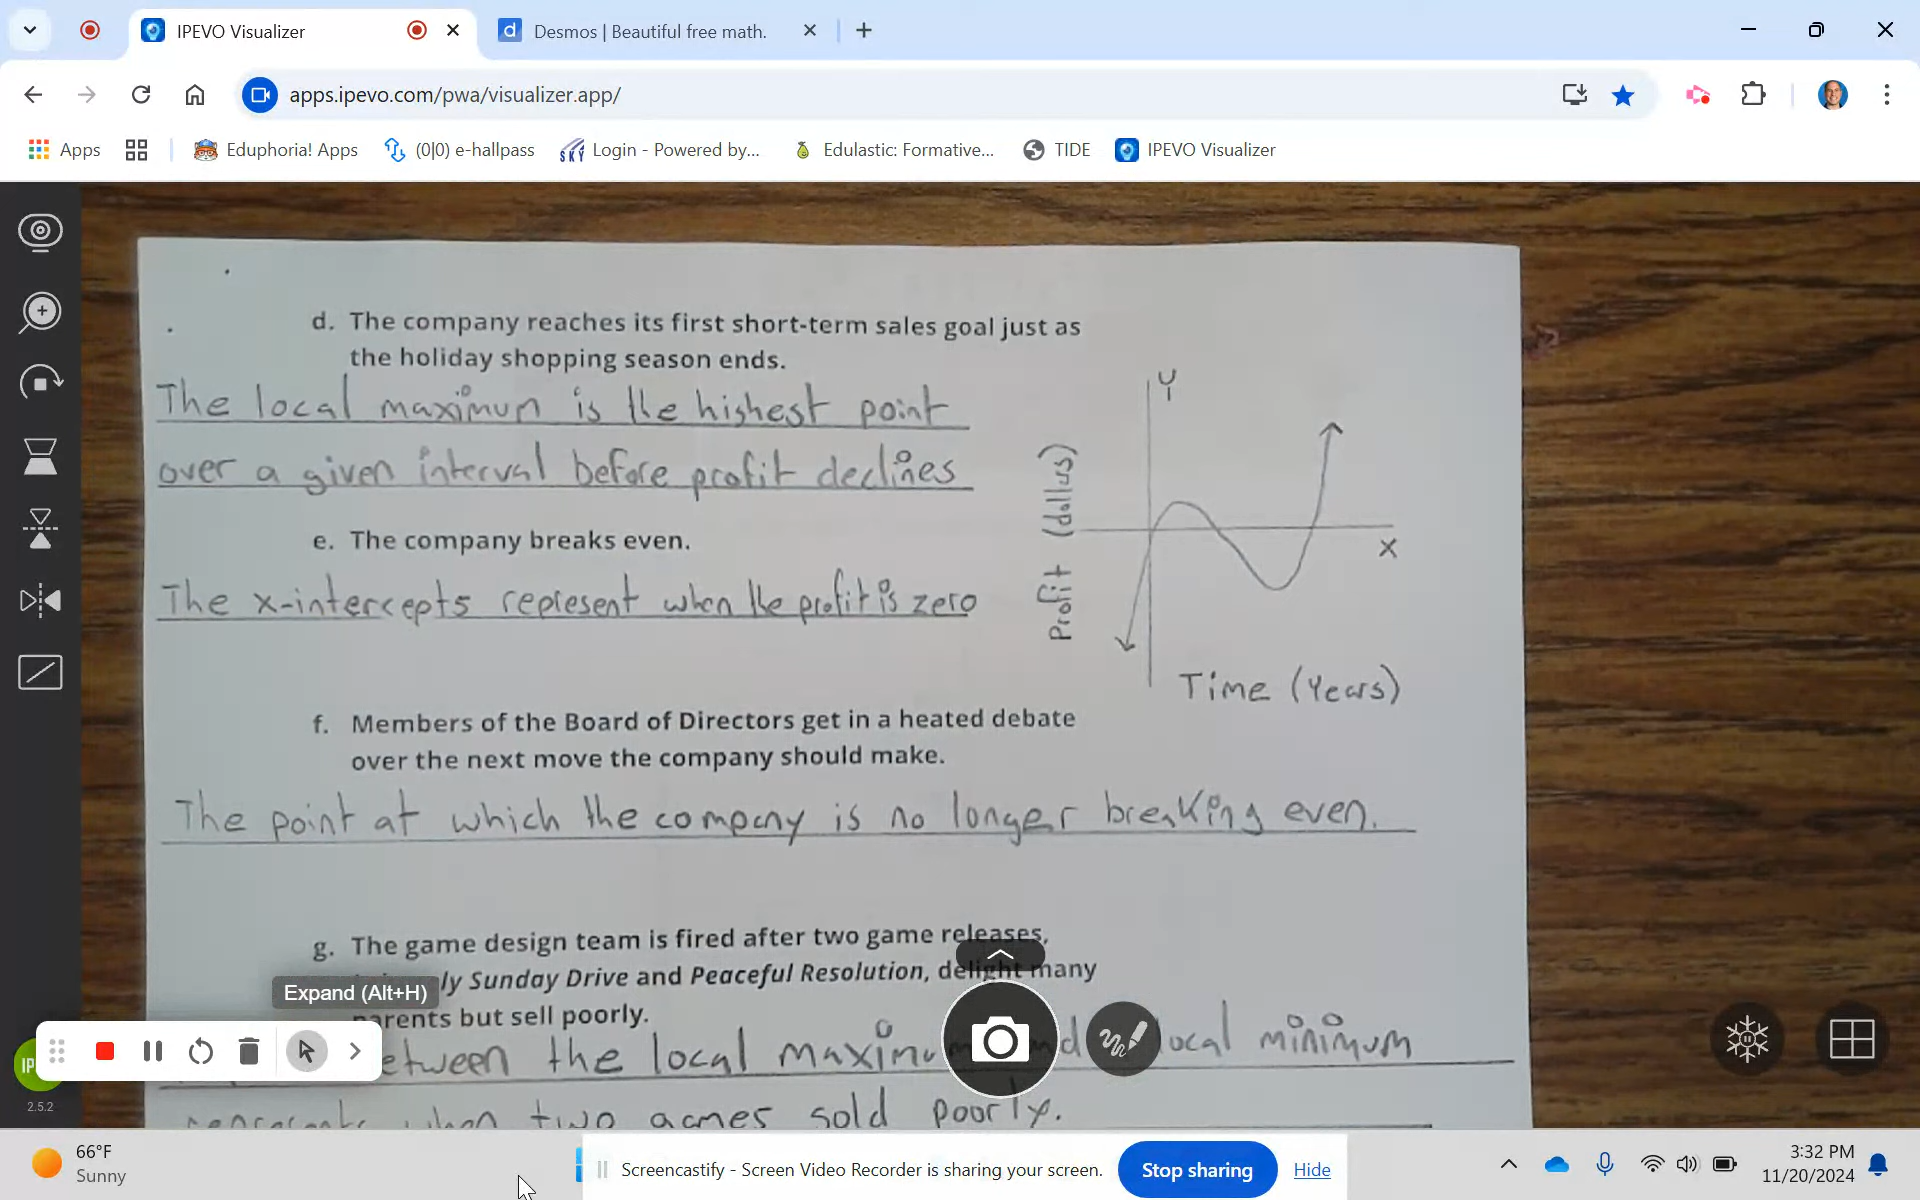 IPEVO Visualizer
Desmos | Beautiful free math.
apps.ipevo.com/pwa/visualizer.app/
Apps
Eduphoria! Apps
(0|0) e-hallpass
Login - Powered by...
Edulastic: Formative...
TIDE
IPEVO Visualizer
d. The company reaches its first short-term sales goal just as
the holiday shopping season ends.
The local maximum is the highest point
over a given interval before profit declines
e. The company breaks even.
The x-intercepts represent when the profit is zero
Y
X
Profit (dollars)
Time (Years)
f. Members of the Board of Directors get in a heated debate
over the next move the company should make.
The point at which the company is no longer breaking even.
g. The game design team is fired after two game releases,
ly Sunday Drive and Peaceful Resolution, delight many
parents but sell poorly.
etween the local maximum local minimum
when two games sold poorly.
Expand (Alt+H)
2.5.2
66°F
Sunny
Screencastify - Screen Video Recorder is sharing your screen.
Stop sharing
Hide
3:32 PM
11/20/2024